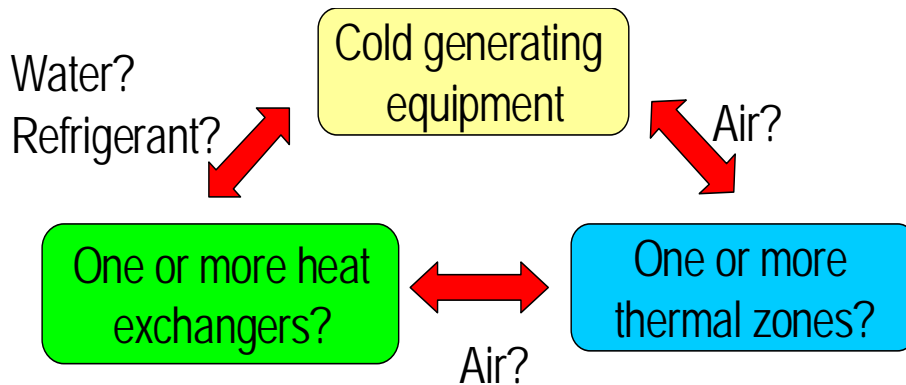 Cold generating
equipment
Water?
Refrigerant?
Air?
One or more heat
exchangers?
One or more
thermal zones?
Air?